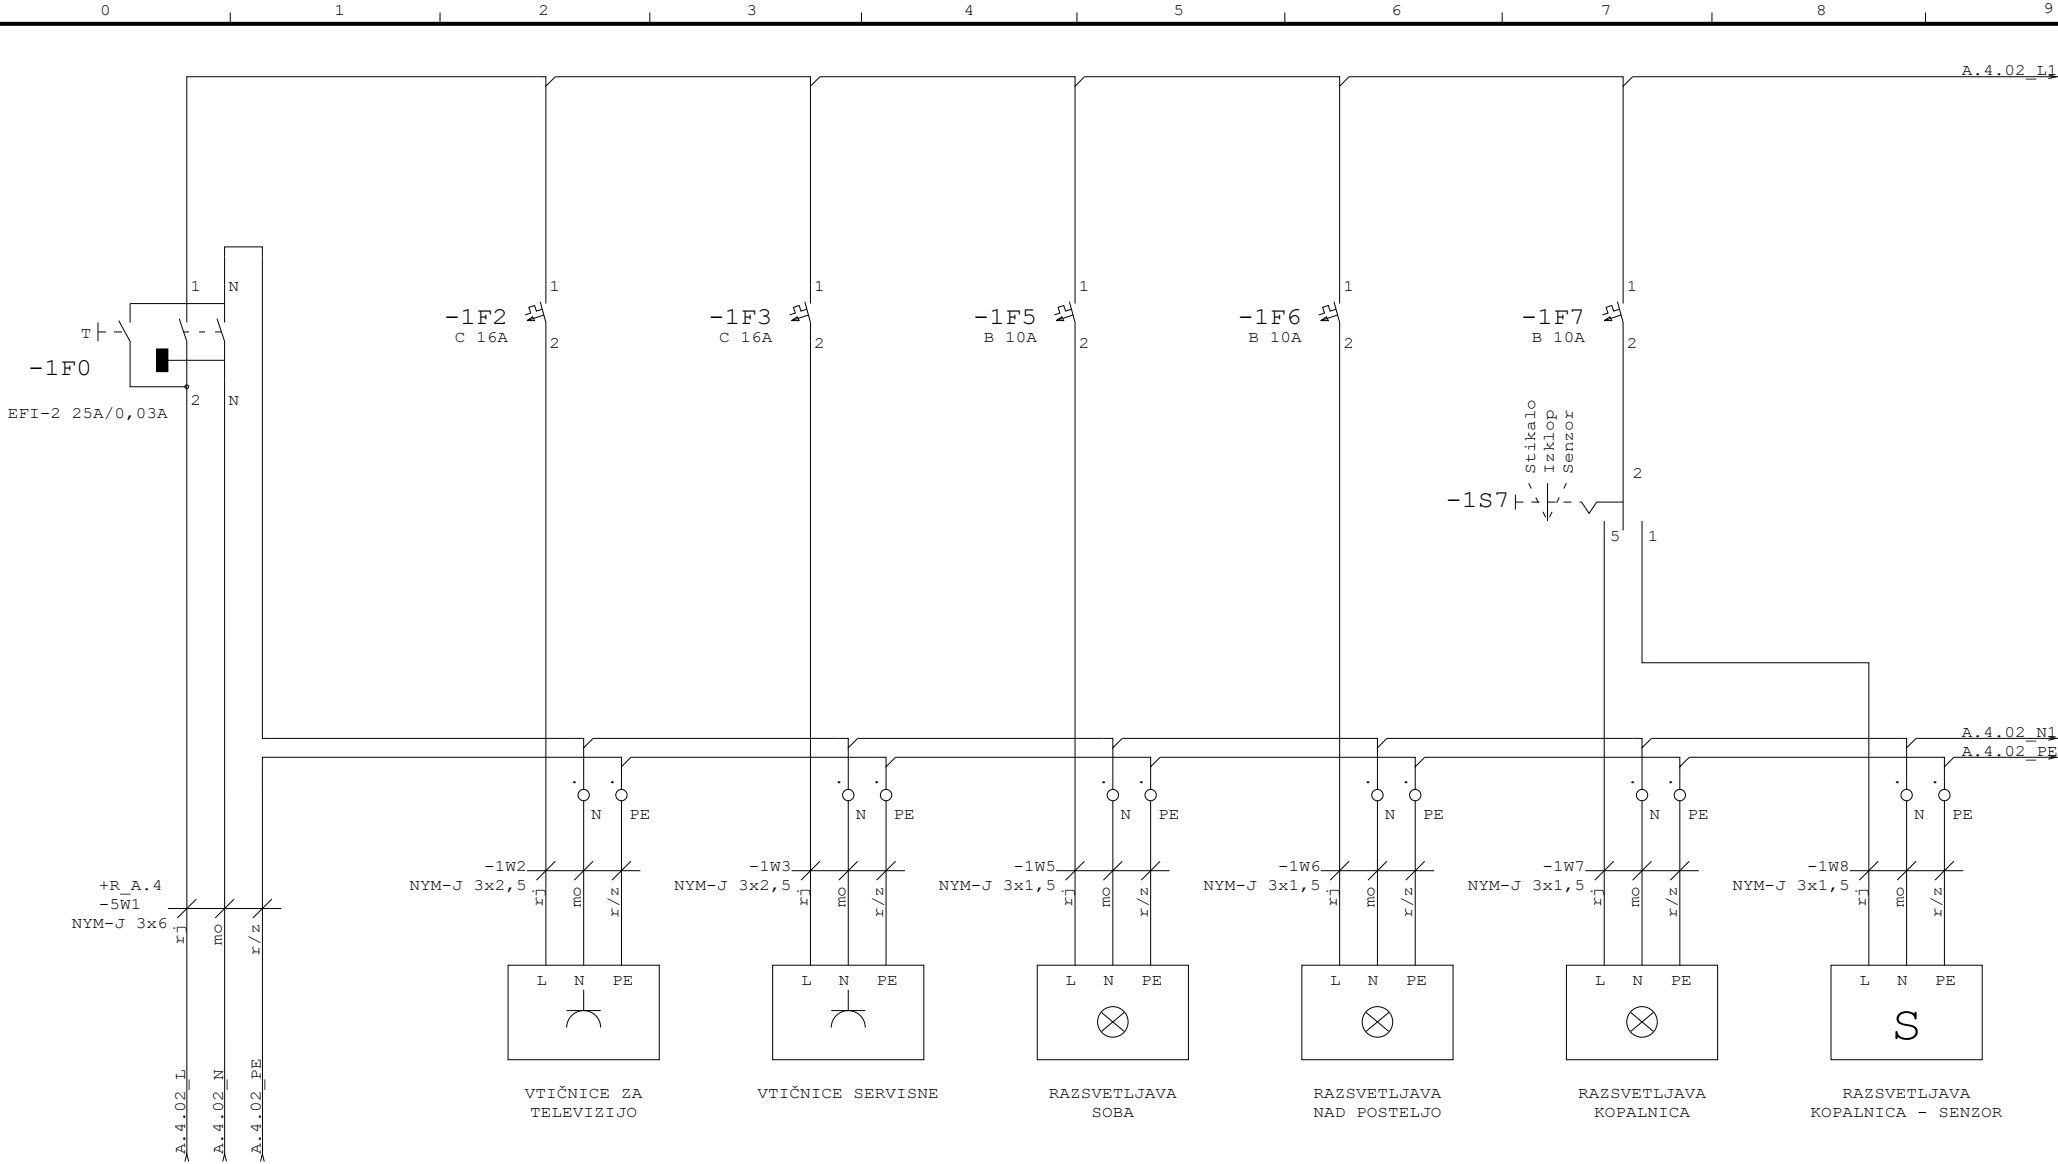 0 1 2 3 4 5 6 7 8 9
A.4.02_L1
1 N
1
1
1
1
1
T
-1F0
2 N
EFI-2 25A/0,03A
-1F2
C 16A
2
-1F3
C 16A
2
-1F5
B 10A
2
-1F6
B 10A
2
-1F7
B 10A
2
Stikalo
Izklop
Senzor
2
-1S7
5 1
A.4.02_N1
A.4.02_PE
N PE
N PE
N PE
N PE
N PE
N PE
+R_A.4
-5W1
NYM-J 3x6
rj mo r/z
-1W2
NYM-J 3x2,5
rj mo r/z
-1W3
NYM-J 3x2,5
rj mo r/z
-1W5
NYM-J 3x1,5
rj mo r/z
-1W6
NYM-J 3x1,5
rj mo r/z
-1W7
NYM-J 3x1,5
rj mo r/z
-1W8
NYM-J 3x1,5
rj mo r/z
L N PE
L N PE
L N PE
L N PE
L N PE
L N PE
S
A.4.02_L
A.4.02_N
A.4.02_PE
VTIČNICE ZA
TELEVIZIJO
VTIČNICE SERVISNE
RAZSVETLJAVA
SOBA
RAZSVETLJAVA
NAD POSTELJO
RAZSVETLJAVA
KOPALNICA
RAZSVETLJAVA
KOPALNICA - SENZOR